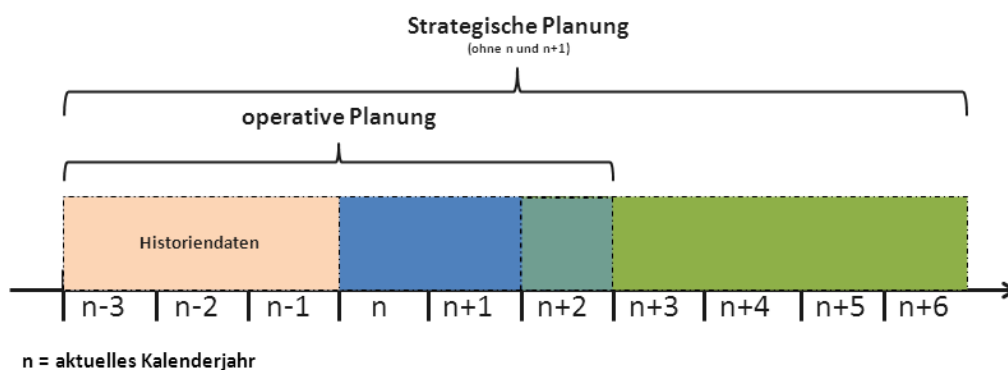 Strategische Planung
(ohne n und n+1)
operative Planung
Historiendaten
n-3 n-2 n-1 n n+1 n+2 n+3 n+4 n+5 n+6
n = aktuelles Kalenderjahr